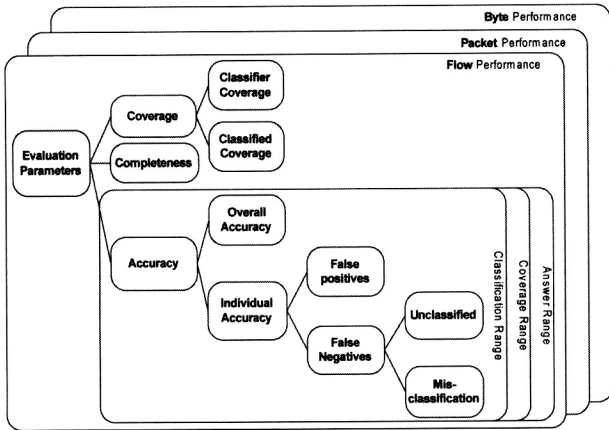 Byte Performance
Packet Performance
Flow Performance
Classifier
Coverage
Coverage
Classified
Coverage
Evaluation
Parameters
Completeness
Overall
Accuracy
Accuracy
Individual
Accuracy
False
positives
False
Negatives
Unclassified
Mis-
classification
Classification Range
Coverage Range
Answer Range